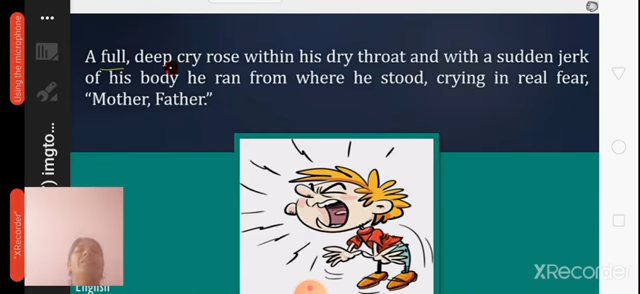 Using the microphone
A full, deep cry rose within his dry throat and with a sudden jerk
of his body he ran from where he stood, crying in real fear,
“Mother, Father.”
) imgto...
"XRecorder"
English
XRecorder